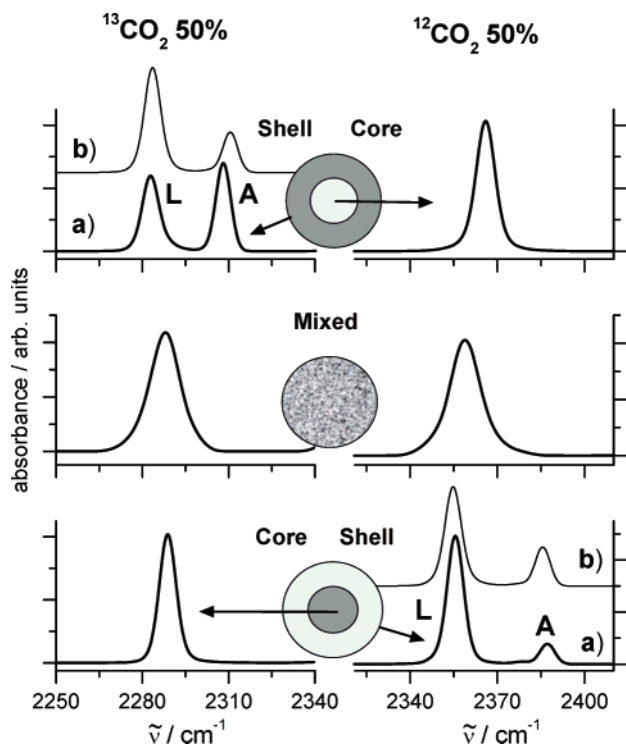 ¹³CO₂ 50%
¹²CO₂ 50%
b)
Shell Core
L A
a)
absorbance / arb. units
Mixed
Core Shell
b)
L A
a)
2250 2280 2310 2340 2370 2400
ν̃ / cm⁻¹ ν̃ / cm⁻¹